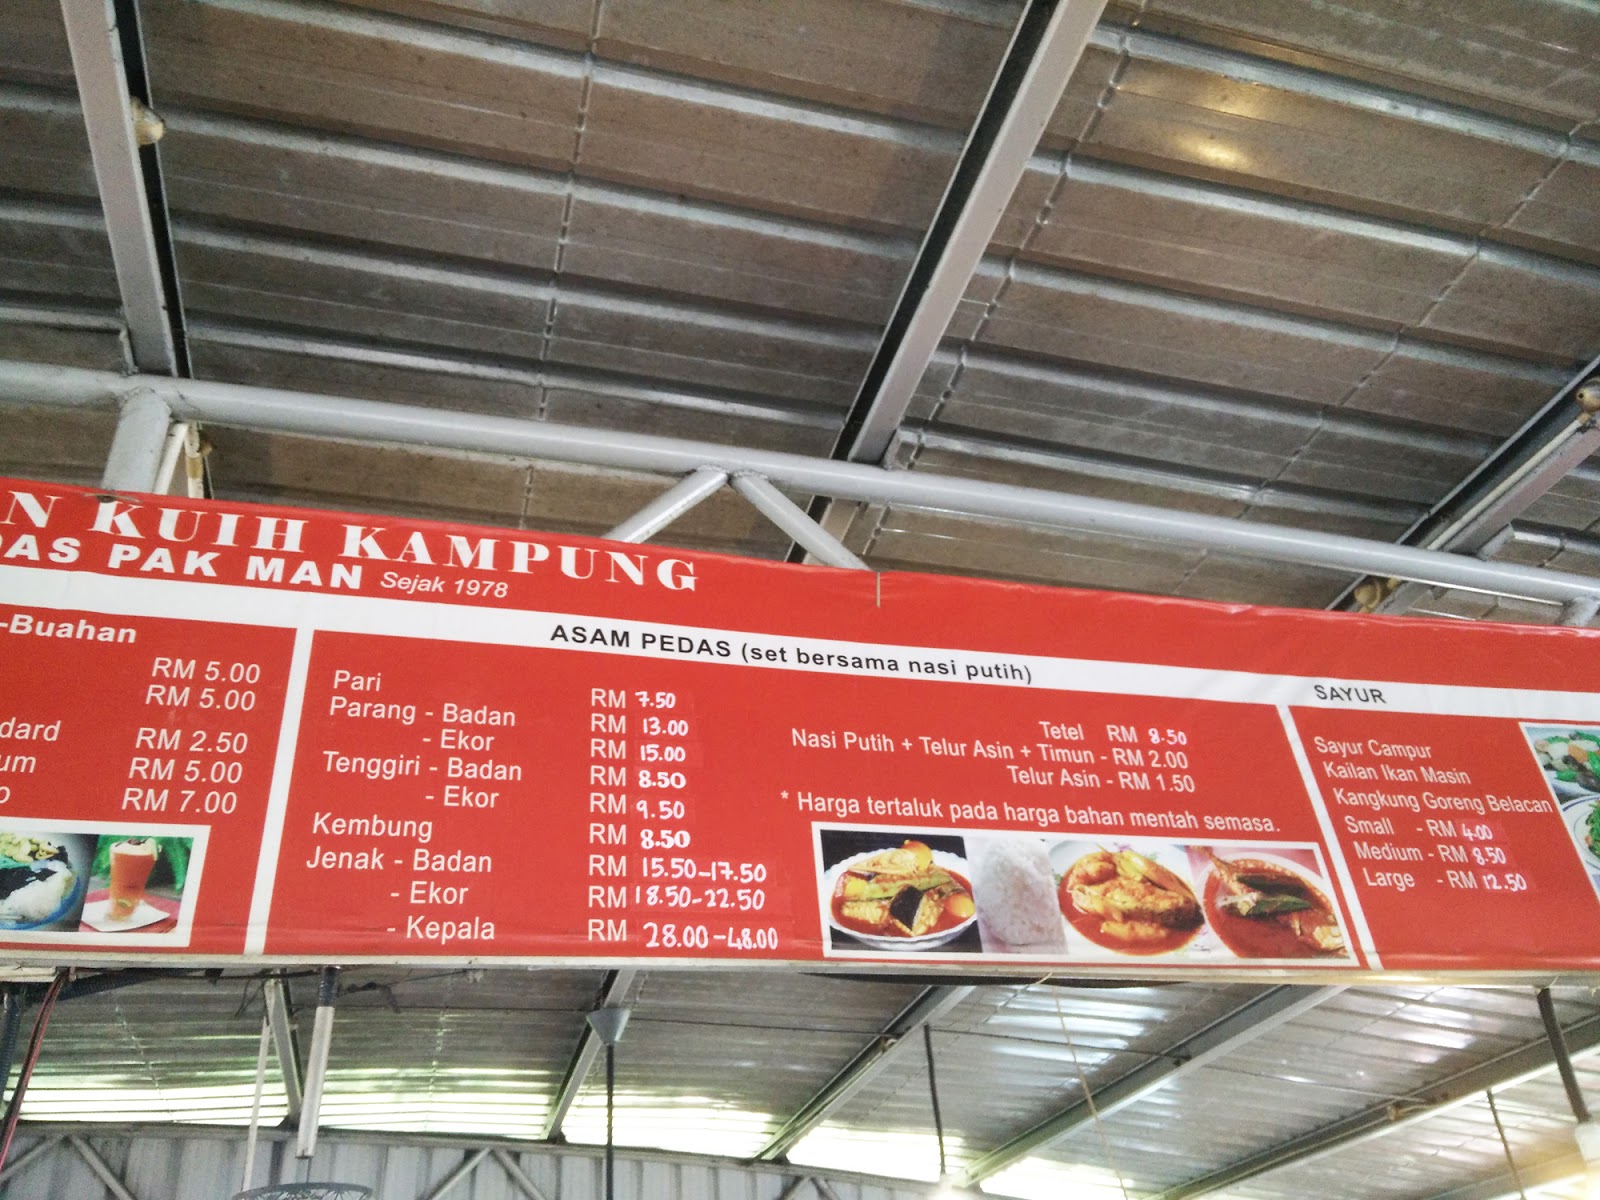 N KUIH KAMPUNG
DAS PAK MAN Sejak 1978
-Buahan
RM 5.00
RM 5.00
dard RM 2.50
um RM 5.00
o RM 7.00
ASAM PEDAS (set bersama nasi putih)
Pari RM 7.50
Parang - Badan RM 13.00
- Ekor RM 15.00
Tenggiri - Badan RM 8.50
- Ekor RM 9.50
Kembung RM 8.50
Jenak - Badan RM 15.50-17.50
- Ekor RM 18.50-22.50
- Kepala RM 28.00-48.00
Tetel RM 8.50
Nasi Putih + Telur Asin + Timun - RM 2.00
Telur Asin - RM 1.50
* Harga tertaluk pada harga bahan mentah semasa.
SAYUR
Sayur Campur
Kailan Ikan Masin
Kangkung Goreng Belacan
Small - RM 4.00
Medium - RM 8.50
Large - RM 12.50